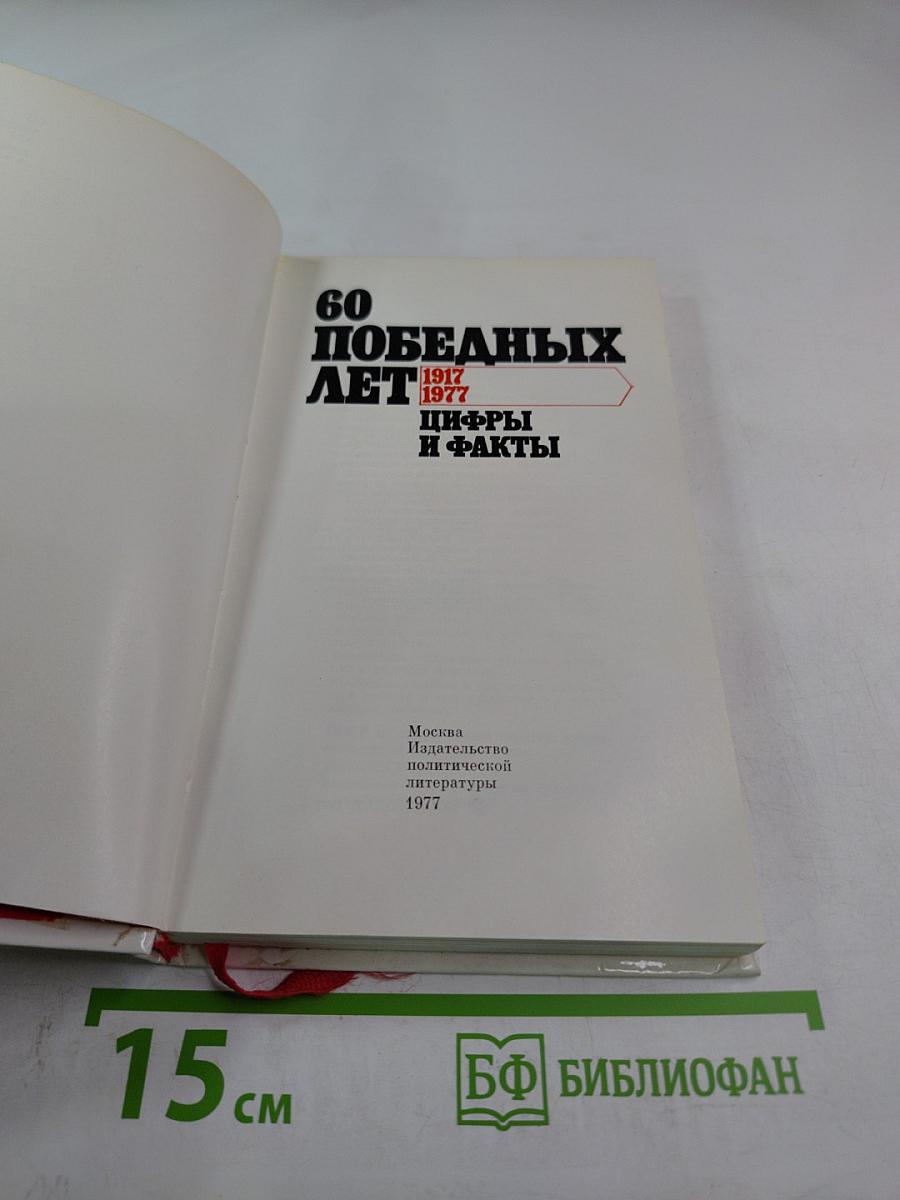 60
ПОБЕДНЫХ
ЛЕТ
1917
1977
ЦИФРЫ
И ФАКТЫ
Москва
Издательство
политической
литературы
1977
15 см
БФ БИБЛИОФАН